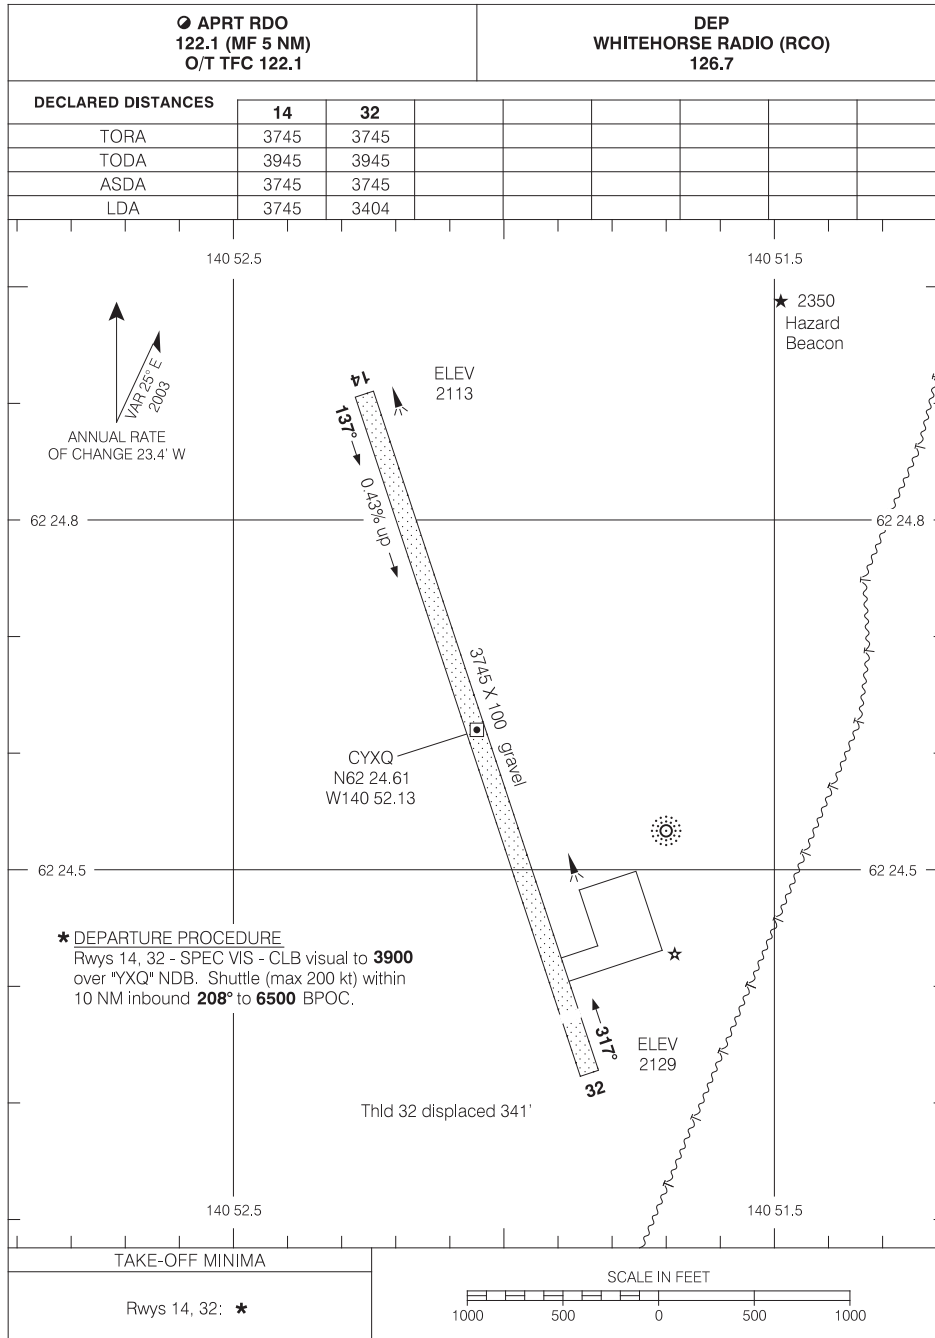 APRT RDO
122.1 (MF 5 NM)
O/T TFC 122.1
DEP
WHITEHORSE RADIO (RCO)
126.7
DECLARED DISTANCES
14 32
TORA 3745 3745
TODA 3945 3945
ASDA 3745 3745
LDA 3745 3404
140 52.5 140 51.5
2350
Hazard
Beacon
VAR 25° E
2003
ANNUAL RATE
OF CHANGE 23.4' W
14
ELEV
2113
137°
0.43% up
62 24.8 62 24.8
3745 X 100 gravel
CYXQ
N62 24.61
W140 52.13
62 24.5 62 24.5
* DEPARTURE PROCEDURE
Rwys 14, 32 - SPEC VIS - CLB visual to 3900
over "YXQ" NDB. Shuttle (max 200 kt) within
10 NM inbound 208° to 6500 BPOC.
317°
ELEV
2129
32
Thld 32 displaced 341'
140 52.5 140 51.5
TAKE-OFF MINIMA
Rwys 14, 32: *
SCALE IN FEET
1000 500 0 500 1000